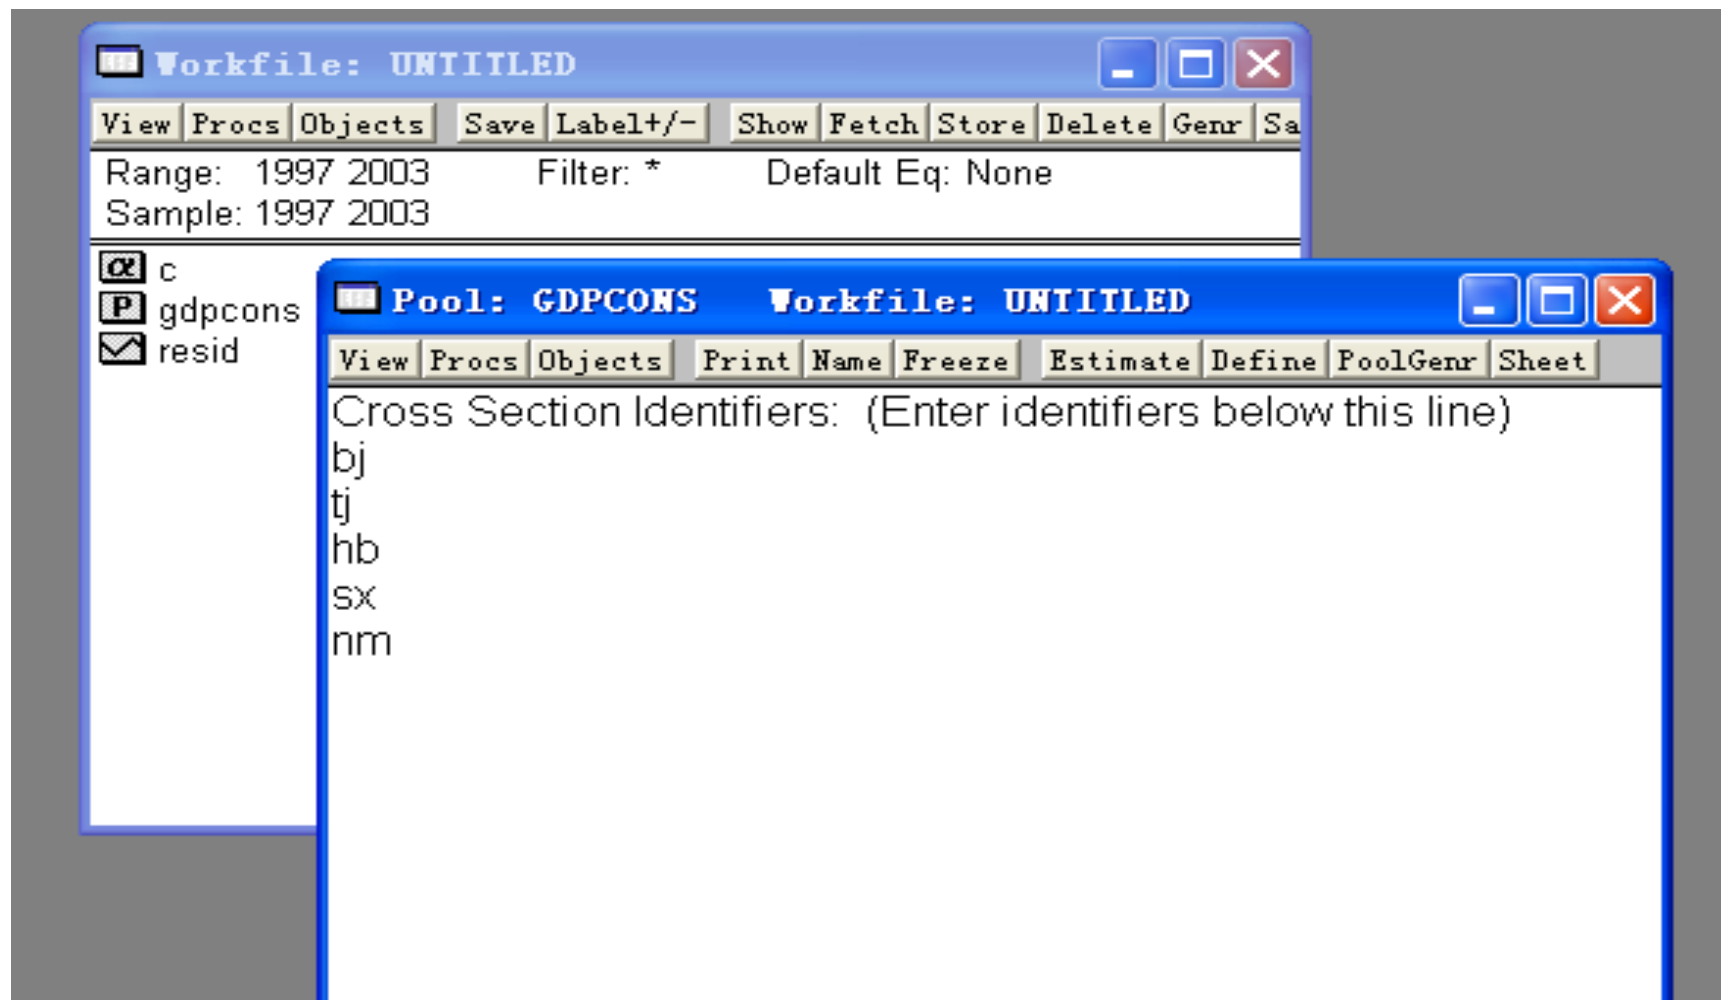 Workfile: UNTITLED
View Procs Objects Save Label+/- Show Fetch Store Delete Genr Sa
Range: 1997 2003 Filter: * Default Eq: None
Sample: 1997 2003
α c
P gdpcons
resid
Pool: GDPCONS Workfile: UNTITLED
View Procs Objects Print Name Freeze Estimate Define PoolGenr Sheet
Cross Section Identifiers: (Enter identifiers below this line)
bj
tj
hb
sx
nm